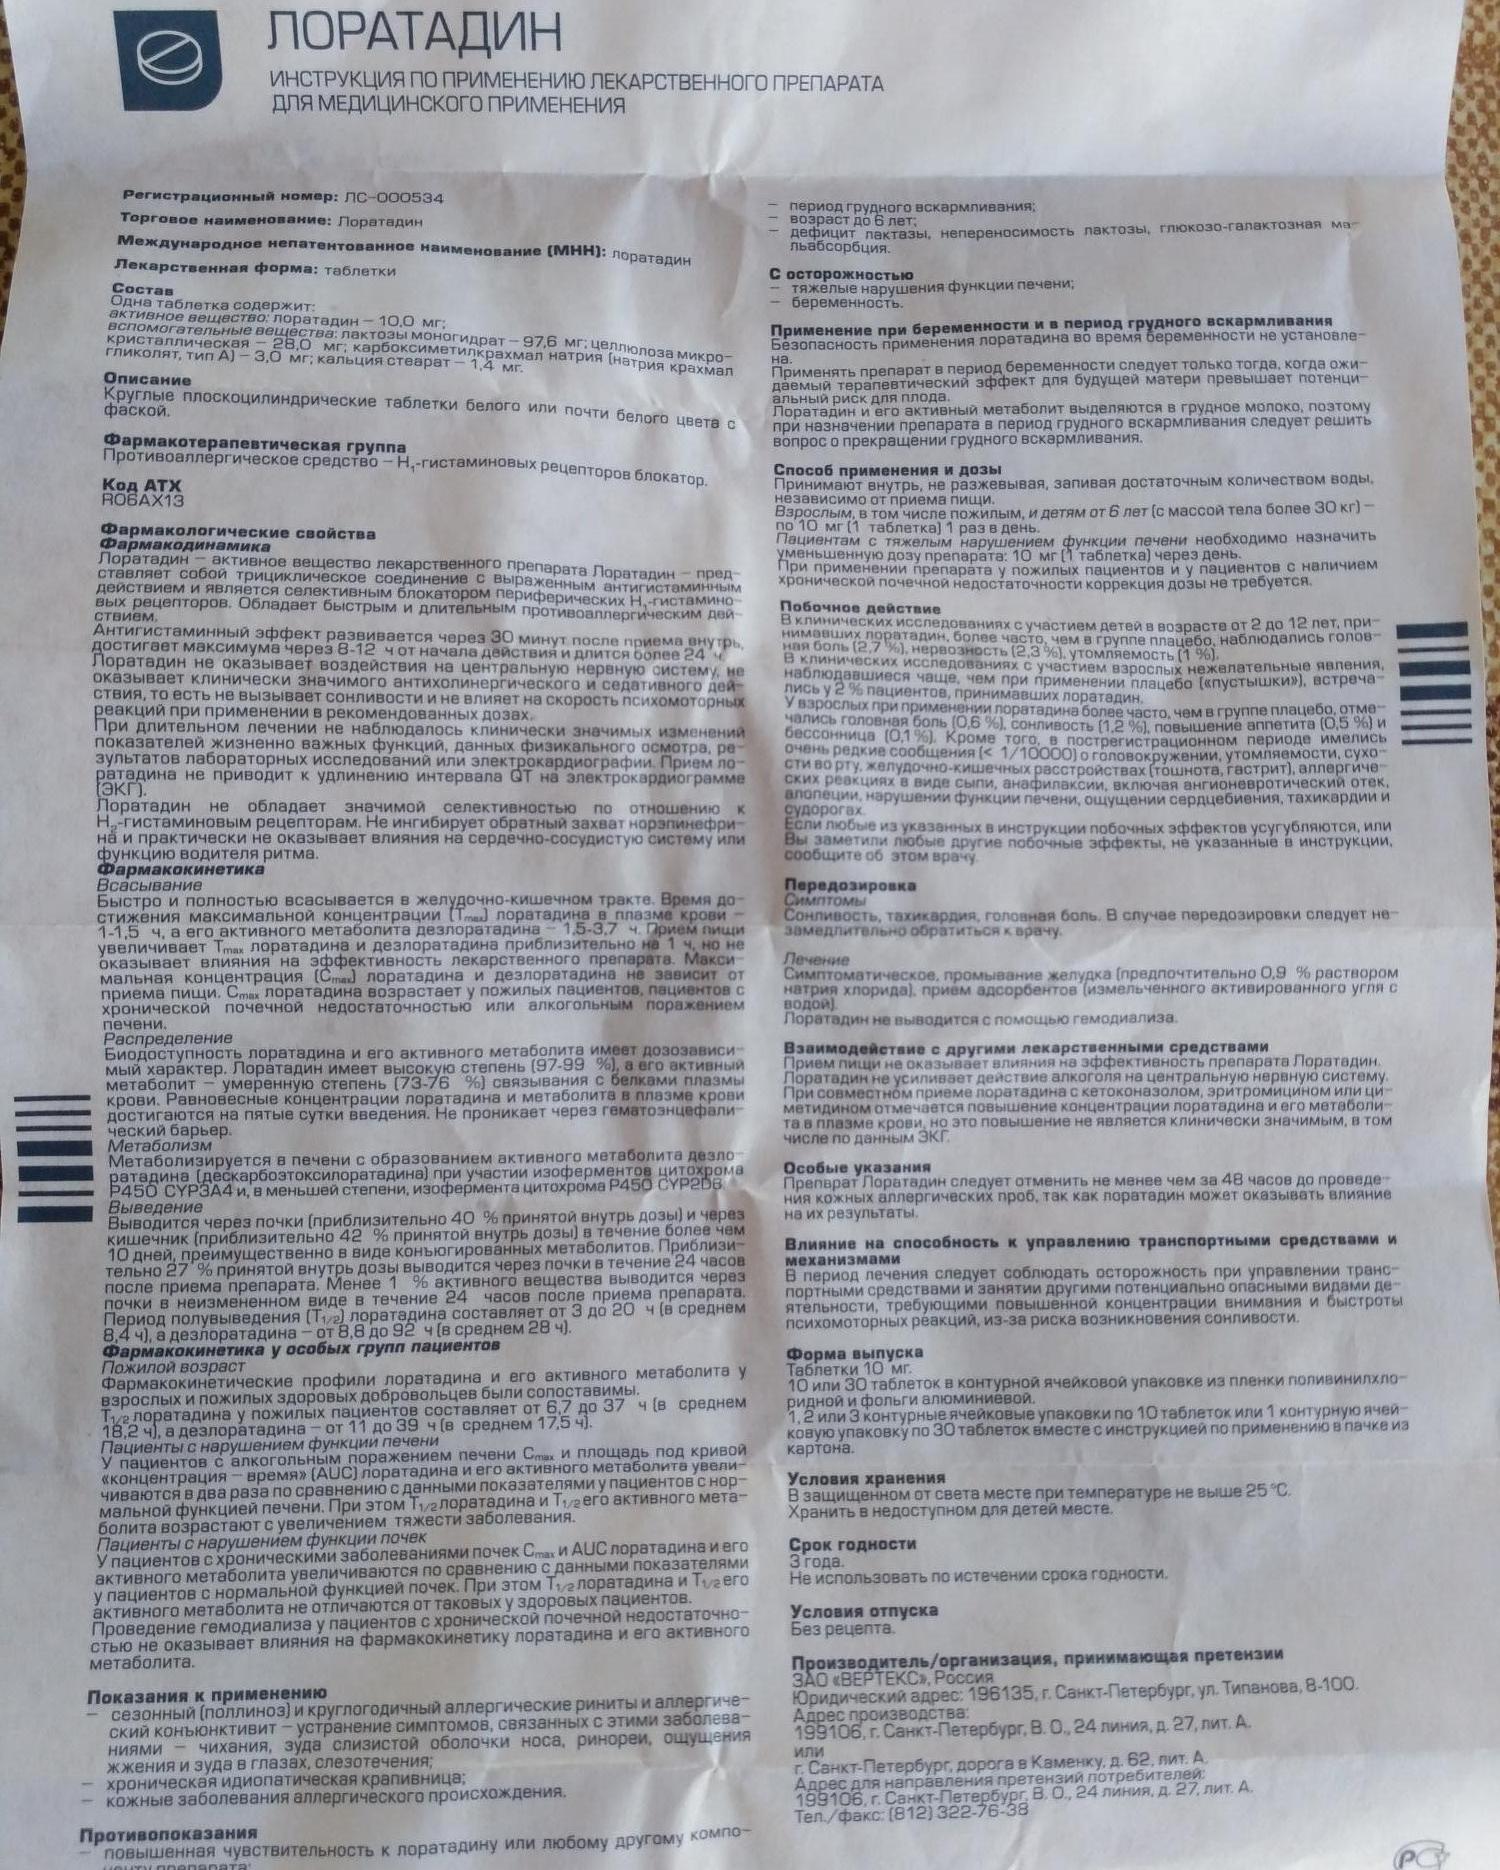 ЛОРАТАДИН
ИНСТРУКЦИЯ ПО ПРИМЕНЕНИЮ ЛЕКАРСТВЕННОГО ПРЕПАРАТА
ДЛЯ МЕДИЦИНСКОГО ПРИМЕНЕНИЯ
Регистрационный номер: ЛС-000534
Торговое наименование: Лоратадин
Международное непатентованное наименование (МНН): лоратадин
Лекарственная форма: таблетки
Состав
Одна таблетка содержит:
активное вещество: лоратадин – 10,0 мг;
вспомогательные вещества: лактозы моногидрат – 97,6 мг; целлюлоза микро-
кристаллическая – 28,0 мг; карбоксиметилкрахмал натрия (натрия крахмал
гликолят, тип А) – 3,0 мг; кальция стеарат – 1,4 мг.
Описание
Круглые плоскоцилиндрические таблетки белого или почти белого цвета с
фаской.
Фармакотерапевтическая группа
Противоаллергическое средство – H1-гистаминовых рецепторов блокатор.
Код АТХ
R06AX13
Фармакологические свойства
Фармакодинамика
Лоратадин – активное вещество лекарственного препарата Лоратадин – пред-
ставляет собой трициклическое соединение с выраженным антигистаминным
действием и является селективным блокатором периферических H1-гистамино-
вых рецепторов. Обладает быстрым и длительным противоаллергическим дей-
ствием.
Антигистаминный эффект развивается через 30 минут после приема внутрь,
достигает максимума через 8-12 ч от начала действия и длится более 24 ч.
Лоратадин не оказывает воздействия на центральную нервную систему, не
оказывает клинически значимого антихолинергического и седативного дей-
ствия, то есть не вызывает сонливости и не влияет на скорость психомоторных
реакций при применении в рекомендованных дозах.
При длительном лечении не наблюдалось клинически значимых изменений
показателей жизненно важных функций, данных физикального осмотра, ре-
зультатов лабораторных исследований или электрокардиографии. Прием ло-
ратадина не приводит к удлинению интервала QT на электрокардиограмме
(ЭКГ).
Лоратадин не обладает значимой селективностью по отношению к
H2-гистаминовым рецепторам. Не ингибирует обратный захват норэпинефри-
на и практически не оказывает влияния на сердечно-сосудистую систему или
функцию водителя ритма.
Фармакокинетика
Всасывание
Быстро и полностью всасывается в желудочно-кишечном тракте. Время до-
стижения максимальной концентрации (Tmax) лоратадина в плазме крови –
1-1,5 ч, а его активного метаболита дезлоратадина – 1,5-3,7 ч. Прием пищи
увеличивает Tmax лоратадина и дезлоратадина приблизительно на 1 ч, но не
оказывает влияния на эффективность лекарственного препарата. Макси-
мальная концентрация (Cmax) лоратадина и дезлоратадина не зависит от
приема пищи. Cmax лоратадина возрастает у пожилых пациентов, пациентов с
хронической почечной недостаточностью или алкогольным поражением
печени.
Распределение
Биодоступность лоратадина и его активного метаболита имеет дозозависи-
мый характер. Лоратадин имеет высокую степень (97-99 %), а его активный
метаболит – умеренную степень (73-76 %) связывания с белками плазмы
крови. Равновесные концентрации лоратадина и метаболита в плазме крови
достигаются на пятые сутки введения. Не проникает через гематоэнцефали-
ческий барьер.
Метаболизм
Метаболизируется в печени с образованием активного метаболита дезло-
ратадина (дескарбоэтоксилоратадина) при участии изоферментов цитохрома
P450 CYP3A4 и, в меньшей степени, изофермента цитохрома P450 CYP2D6.
Выведение
Выводится через почки (приблизительно 40 % принятой внутрь дозы) и через
кишечник (приблизительно 42 % принятой внутрь дозы) в течение более чем
10 дней, преимущественно в виде конъюгированных метаболитов. Приблизи-
тельно 27 % принятой внутрь дозы выводится через почки в течение 24 часов
после приема препарата. Менее 1 % активного вещества выводится через
почки в неизмененном виде в течение 24 часов после приема препарата.
Период полувыведения (T1/2) лоратадина составляет от 3 до 20 ч (в среднем
8,4 ч), а дезлоратадина – от 8,8 до 92 ч (в среднем 28 ч).
Фармакокинетика у особых групп пациентов
Пожилой возраст
Фармакокинетические профили лоратадина и его активного метаболита у
взрослых и пожилых здоровых добровольцев были сопоставимы.
T1/2 лоратадина у пожилых пациентов составляет от 6,7 до 37 ч (в среднем
18,2 ч), а дезлоратадина – от 11 до 39 ч (в среднем 17,5 ч).
Пациенты с нарушением функции печени
У пациентов с алкогольным поражением печени Cmax и площадь под кривой
«концентрация – время» (AUC) лоратадина и его активного метаболита увели-
чиваются в два раза по сравнению с данными показателями у пациентов с нор-
мальной функцией печени. При этом T1/2 лоратадина и T1/2 его активного мета-
болита возрастают с увеличением тяжести заболевания.
Пациенты с нарушением функции почек
У пациентов с хроническими заболеваниями почек Cmax и AUC лоратадина и его
активного метаболита увеличиваются по сравнению с данными показателями
у пациентов с нормальной функцией почек. При этом T1/2 лоратадина и T1/2 его
активного метаболита не отличаются от таковых у здоровых пациентов.
Проведение гемодиализа у пациентов с хронической почечной недостаточно-
стью не оказывает влияния на фармакокинетику лоратадина и его активного
метаболита.
Показания к применению
– сезонный (поллиноз) и круглогодичный аллергические риниты и аллергиче-
ский конъюнктивит – устранение симптомов, связанных с этими заболева-
ниями – чихания, зуда слизистой оболочки носа, ринореи, ощущения
жжения и зуда в глазах, слезотечения;
– хроническая идиопатическая крапивница;
– кожные заболевания аллергического происхождения.
Противопоказания
– повышенная чувствительность к лоратадину или любому другому компо-
ненту препарата;
– период грудного вскармливания;
– возраст до 6 лет;
– дефицит лактазы, непереносимость лактозы, глюкозо-галактозная ма-
льабсорбция.
С осторожностью
– тяжелые нарушения функции печени;
– беременность.
Применение при беременности и в период грудного вскармливания
Безопасность применения лоратадина во время беременности не установле-
на.
Применять препарат в период беременности следует только тогда, когда ожи-
даемый терапевтический эффект для будущей матери превышает потенци-
альный риск для плода.
Лоратадин и его активный метаболит выделяются в грудное молоко, поэтому
при назначении препарата в период грудного вскармливания следует решить
вопрос о прекращении грудного вскармливания.
Способ применения и дозы
Принимают внутрь, не разжевывая, запивая достаточным количеством воды,
независимо от приема пищи.
Взрослым, в том числе пожилым, и детям от 6 лет (с массой тела более 30 кг) –
по 10 мг (1 таблетка) 1 раз в день.
Пациентам с тяжелым нарушением функции печени необходимо назначить
уменьшенную дозу препарата: 10 мг (1 таблетка) через день.
При применении препарата у пожилых пациентов и у пациентов с наличием
хронической почечной недостаточности коррекция дозы не требуется.
Побочное действие
В клинических исследованиях с участием детей в возрасте от 2 до 12 лет, при-
нимавших лоратадин, более часто, чем в группе плацебо, наблюдались голов-
ная боль (2,7 %), нервозность (2,3 %), утомляемость (1 %).
В клинических исследованиях с участием взрослых нежелательные явления,
наблюдавшиеся чаще, чем при применении плацебо («пустышки»), встреча-
лись у 2 % пациентов, принимавших лоратадин.
У взрослых при применении лоратадина более часто, чем в группе плацебо, отме-
чались головная боль (0,6 %), сонливость (1,2 %), повышение аппетита (0,5 %) и
бессонница (0,1 %). Кроме того, в пострегистрационном периоде имелись
очень редкие сообщения (< 1/10000) о головокружении, утомляемости, сухо-
сти во рту, желудочно-кишечных расстройствах (тошнота, гастрит), аллергиче-
ских реакциях в виде сыпи, анафилаксии, включая ангионевротический отек,
алопеции, нарушении функции печени, ощущении сердцебиения, тахикардии и
судорогах.
Если любые из указанных в инструкции побочных эффектов усугубляются, или
Вы заметили любые другие побочные эффекты, не указанные в инструкции,
сообщите об этом врачу.
Передозировка
Симптомы
Сонливость, тахикардия, головная боль. В случае передозировки следует не-
замедлительно обратиться к врачу.
Лечение
Симптоматическое, промывание желудка (предпочтительно 0,9 % раствором
натрия хлорида), прием адсорбентов (измельченного активированного угля с
водой).
Лоратадин не выводится с помощью гемодиализа.
Взаимодействие с другими лекарственными средствами
Прием пищи не оказывает влияния на эффективность препарата Лоратадин.
Лоратадин не усиливает действие алкоголя на центральную нервную систему.
При совместном приеме лоратадина с кетоконазолом, эритромицином или ци-
метидином отмечается повышение концентрации лоратадина и его метаболи-
та в плазме крови, но это повышение не является клинически значимым, в том
числе по данным ЭКГ.
Особые указания
Препарат Лоратадин следует отменить не менее чем за 48 часов до проведе-
ния кожных аллергических проб, так как лоратадин может оказывать влияние
на их результаты.
Влияние на способность к управлению транспортными средствами и
механизмами
В период лечения следует соблюдать осторожность при управлении транс-
портными средствами и занятии другими потенциально опасными видами де-
ятельности, требующими повышенной концентрации внимания и быстроты
психомоторных реакций, из-за риска возникновения сонливости.
Форма выпуска
Таблетки 10 мг.
10 или 30 таблеток в контурной ячейковой упаковке из пленки поливинилхло-
ридной и фольги алюминиевой.
1, 2 или 3 контурные ячейковые упаковки по 10 таблеток или 1 контурную ячей-
ковую упаковку по 30 таблеток вместе с инструкцией по применению в пачке из
картона.
Условия хранения
В защищенном от света месте при температуре не выше 25 °С.
Хранить в недоступном для детей месте.
Срок годности
3 года.
Не использовать по истечении срока годности.
Условия отпуска
Без рецепта.
Производитель/организация, принимающая претензии
ЗАО «ВЕРТЕКС», Россия
Юридический адрес: 196135, г. Санкт-Петербург, ул. Типанова, 8-100.
Адрес производства:
199106, г. Санкт-Петербург, В. О., 24 линия, д. 27, лит. А.
или
г. Санкт-Петербург, дорога в Каменку, д. 62, лит. А.
Адрес для направления претензий потребителей:
199106, г. Санкт-Петербург, В. О., 24 линия, д. 27, лит. А.
Тел./факс: (812) 322-76-38